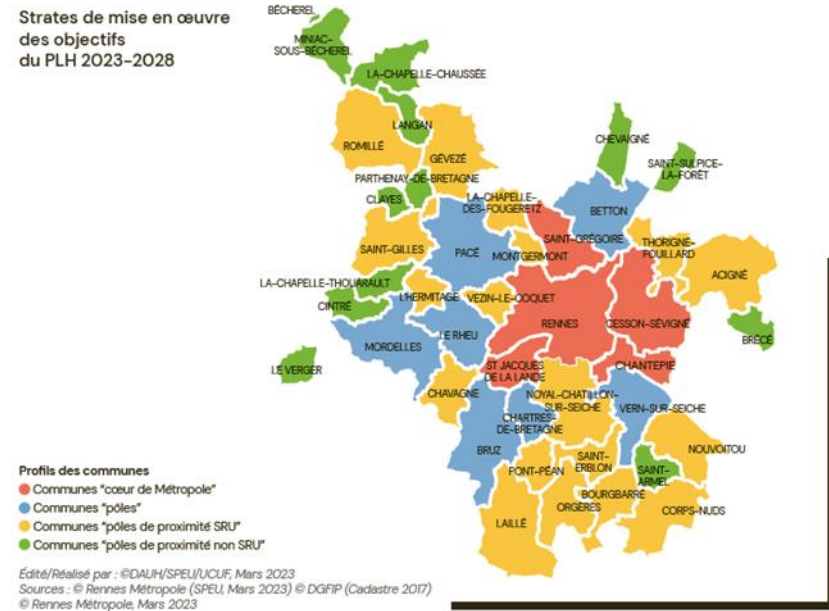 Strates de mise en œuvre
des objectifs
du PLH 2023-2028
BÉCHEREL
MINIAC-
SOUS-BÉCHEREL
LA-CHAPELLE-CHAUSSÉE
LANGAN
ROMILLÉ
GÉVEZÉ
CHEVAIGNÉ
SAINT-SULPICE-
LA-FORÊT
PARTHENAY-DE-BRETAGNE
CLAYES
LA-CHAPELLE-
DES-FOUGERETZ
BETTON
SAINT-GRÉGOIRE
SAINT-GILLES
PACÉ
MONTGERMONT
THORIGNÉ-
FOUILLARD
ACIGNÉ
LA-CHAPELLE-THOUARAULT
CINTRÉ
L'HERMITAGE
VEZIN-LE-COQUET
RENNES
CESSON-SÉVIGNÉ
BRÉCÉ
MORDELLES
LE RHEU
L'E VERGER
ST JACQUES
DE LA LANDE
CHANTEPIE
CHAVAGNE
NOYAL-CHATILLON-
SUR-SEICHE
VERN-SUR-SEICHE
CHARTRES-
DE-BRETAGNE
BRUZ
NOUVOITOU
SAINT-
ERBLON
PONT-PÉAN
SAINT-
ARMEL
BOURGBARRÉ
ORGÈRES
CORPS-NUDS
LAILLÉ
Profils des communes
Communes "cœur de Métropole"
Communes "pôles"
Communes "pôles de proximité SRU"
Communes "pôles de proximité non SRU"
Édité/Réalisé par : ©DAUH/SPEU/UCUF, Mars 2023
Sources : © Rennes Métropole (SPEU, Mars 2023) © DGFIP (Cadastre 2017)
© Rennes Métropole, Mars 2023